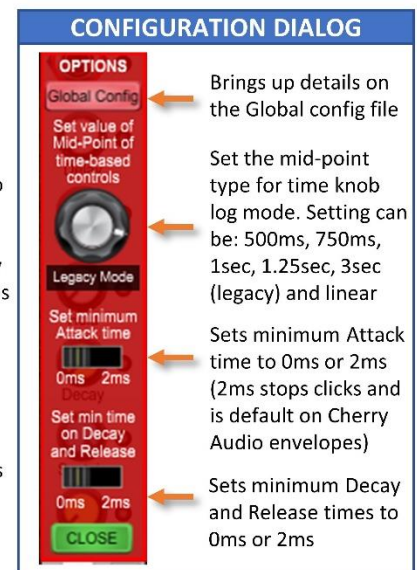 CONFIGURATION DIALOG
OPTIONS
Global Config
Set value of
Mid-Point of
time-based
controls
Legacy Mode
Set minimum
Attack time
0ms 2ms
Decay
Set min time
on Decay
and Release
0ms 2ms
CLOSE
Brings up details on
the Global config file
Set the mid-point
type for time knob
log mode. Setting can
be: 500ms, 750ms,
1sec, 1.25sec, 3sec
(legacy) and linear
Sets minimum Attack
time to 0ms or 2ms
(2ms stops clicks and
is default on Cherry
Audio envelopes)
Sets minimum Decay
and Release times to
0ms or 2ms